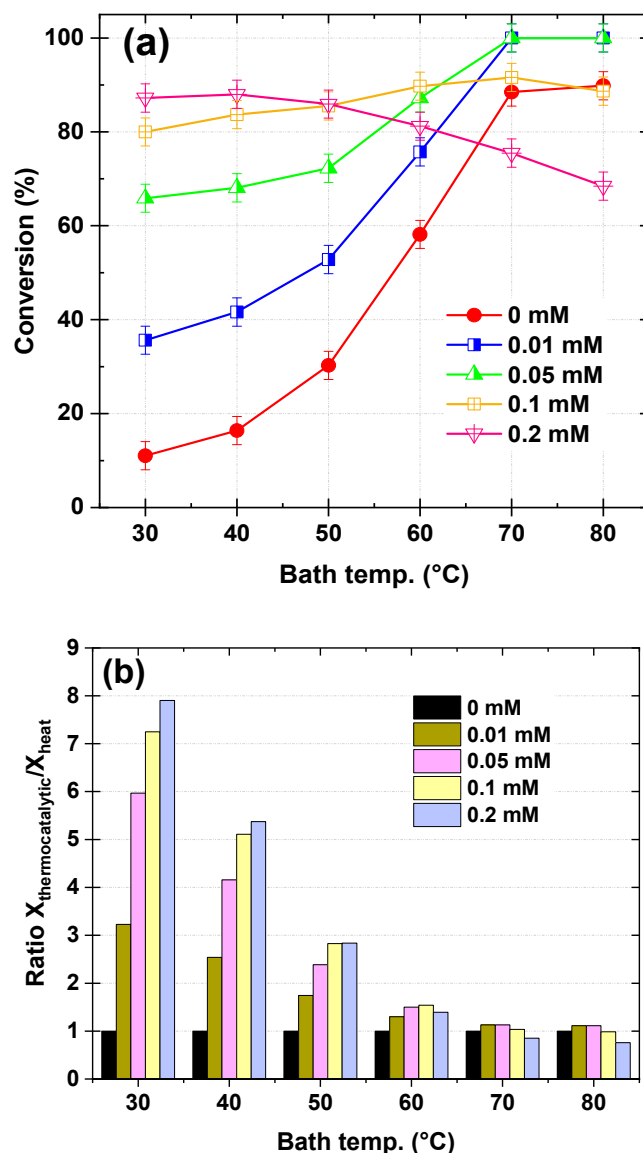 (a)
100
80
60
40
20
0
Conversion (%)
0 mM
0.01 mM
0.05 mM
0.1 mM
0.2 mM
30 40 50 60 70 80
Bath temp. (°C)
(b)
9
8
7
6
5
4
3
2
1
0
Ratio Xthermocatalytic/Xheat
0 mM
0.01 mM
0.05 mM
0.1 mM
0.2 mM
30 40 50 60 70 80
Bath temp. (°C)